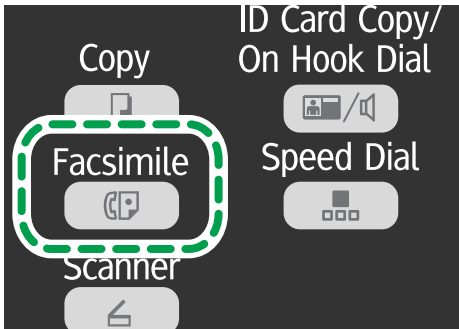 Copy
ID Card Copy/
On Hook Dial
Facsimile
Speed Dial
Scanner